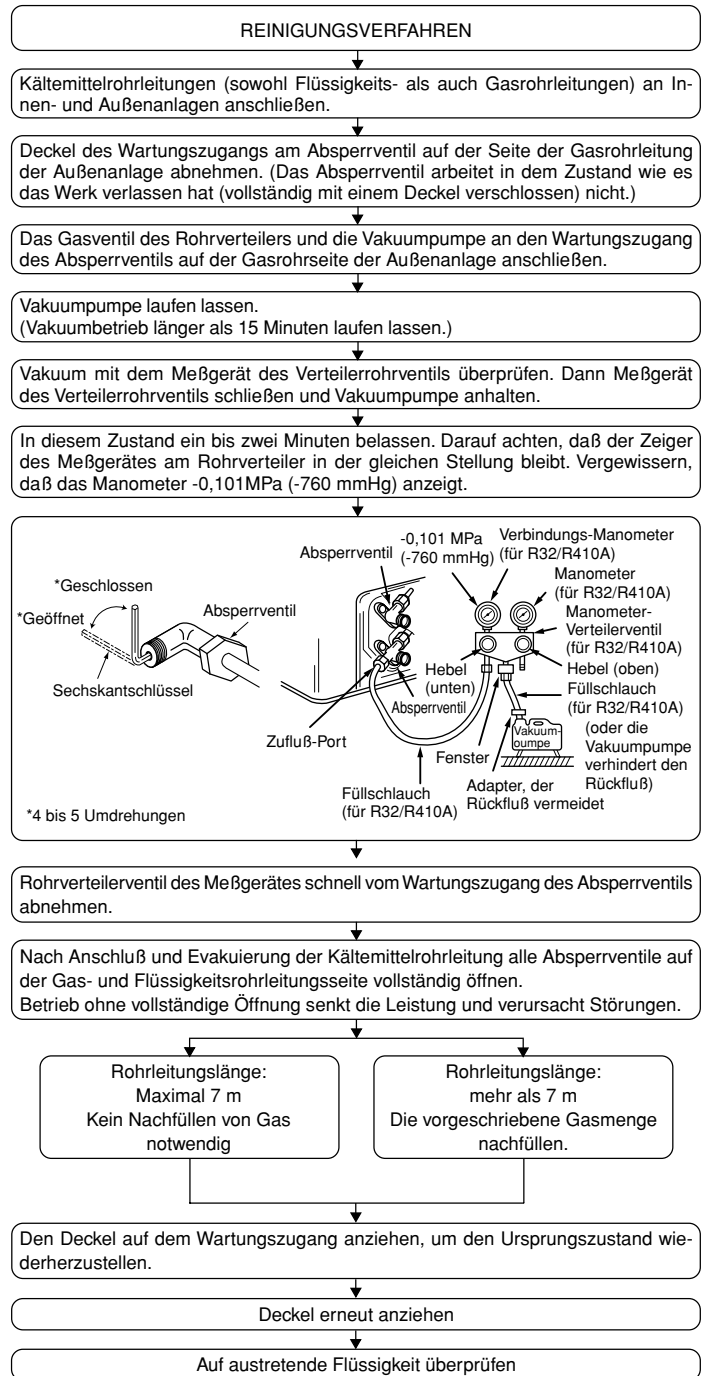 REINIGUNGSVERFAHREN
Kältemittelrohrleitungen (sowohl Flüssigkeits- als auch Gasrohrleitungen) an In-
nen- und Außenanlagen anschließen.
Deckel des Wartungszugangs am Absperrventil auf der Seite der Gasrohrleitung
der Außenanlage abnehmen. (Das Absperrventil arbeitet in dem Zustand wie es
das Werk verlassen hat (vollständig mit einem Deckel verschlossen) nicht.)
Das Gasventil des Rohrverteilers und die Vakuumpumpe an den Wartungszugang
des Absperrventils auf der Gasrohrseite der Außenanlage anschließen.
Vakuumpumpe laufen lassen.
(Vakuumbetrieb länger als 15 Minuten laufen lassen.)
Vakuum mit dem Meßgerät des Verteilerrohrventils überprüfen. Dann Meßgerät
des Verteilerrohrventils schließen und Vakuumpumpe anhalten.
In diesem Zustand ein bis zwei Minuten belassen. Darauf achten, daß der Zeiger
des Meßgerätes am Rohrverteiler in der gleichen Stellung bleibt. Vergewissern,
daß das Manometer -0,101MPa (-760 mmHg) anzeigt.
*Geschlossen
*Geöffnet
Absperrventil
Sechskantschlüssel
*4 bis 5 Umdrehungen
Absperrventil
-0,101 MPa
(-760 mmHg)
Verbindungs-Manometer
(für R32/R410A)
Manometer
(für R32/R410A)
Manometer-
Verteilerventil
(für R32/R410A)
Hebel (oben)
Füllschlauch
(für R32/R410A)
(oder die
Vakuumpumpe
verhindert den
Rückfluß)
Hebel
(unten)
Absperrventil
Zufluß-Port
Fenster
Vakuum-
oumpe
Adapter, der
Rückfluß vermeidet
Füllschlauch
(für R32/R410A)
Rohrverteilerventil des Meßgerätes schnell vom Wartungszugang des Absperrventils
abnehmen.
Nach Anschluß und Evakuierung der Kältemittelrohrleitung alle Absperrventile auf
der Gas- und Flüssigkeitsrohrleitungsseite vollständig öffnen.
Betrieb ohne vollständige Öffnung senkt die Leistung und verursacht Störungen.
Rohrleitungslänge:
Maximal 7 m
Kein Nachfüllen von Gas
notwendig
Rohrleitungslänge:
mehr als 7 m
Die vorgeschriebene Gasmenge
nachfüllen.
Den Deckel auf dem Wartungszugang anziehen, um den Ursprungszustand wie-
derherzustellen.
Deckel erneut anziehen
Auf austretende Flüssigkeit überprüfen